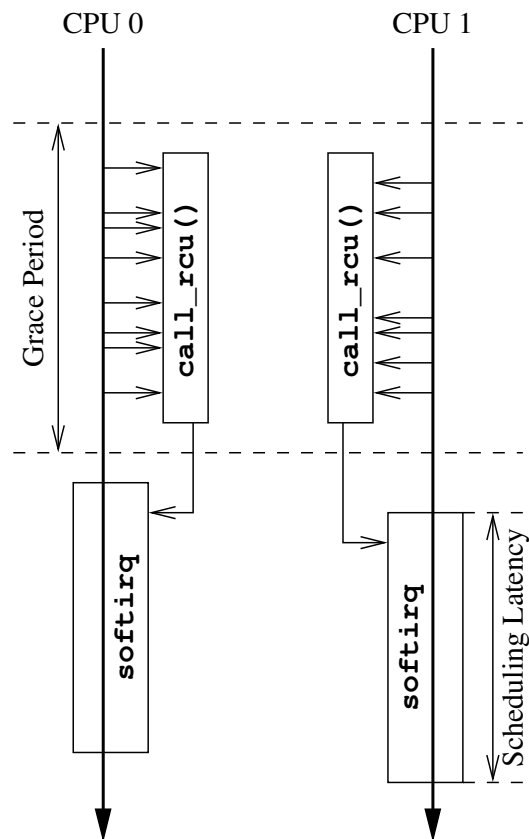 CPU 0
CPU 1
Grace Period
call_rcu()
call_rcu()
softirq
softirq
Scheduling Latency